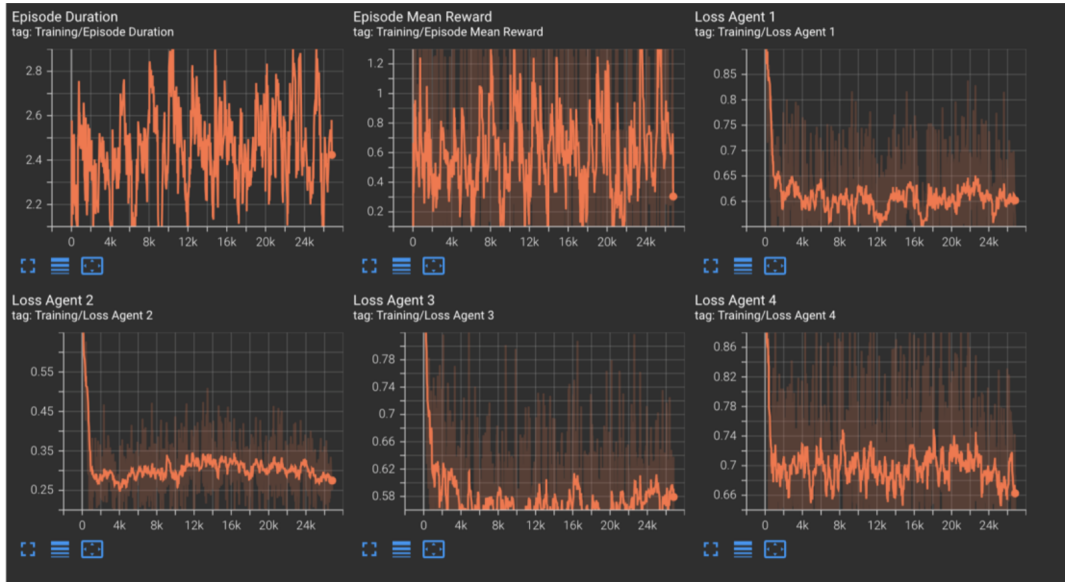 Episode Duration
tag: Training/Episode Duration
2.8
2.6
2.4
2.2
0 4k 8k 12k 16k 20k 24k
Episode Mean Reward
tag: Training/Episode Mean Reward
1.2
1
0.8
0.6
0.4
0.2
0 4k 8k 12k 16k 20k 24k
Loss Agent 1
tag: Training/Loss Agent 1
0.85
0.8
0.75
0.7
0.65
0.6
0 4k 8k 12k 16k 20k 24k
Loss Agent 2
tag: Training/Loss Agent 2
0.55
0.45
0.35
0.25
0 4k 8k 12k 16k 20k 24k
Loss Agent 3
tag: Training/Loss Agent 3
0.78
0.74
0.7
0.66
0.62
0.58
0 4k 8k 12k 16k 20k 24k
Loss Agent 4
tag: Training/Loss Agent 4
0.86
0.82
0.78
0.74
0.7
0.66
0 4k 8k 12k 16k 20k 24k